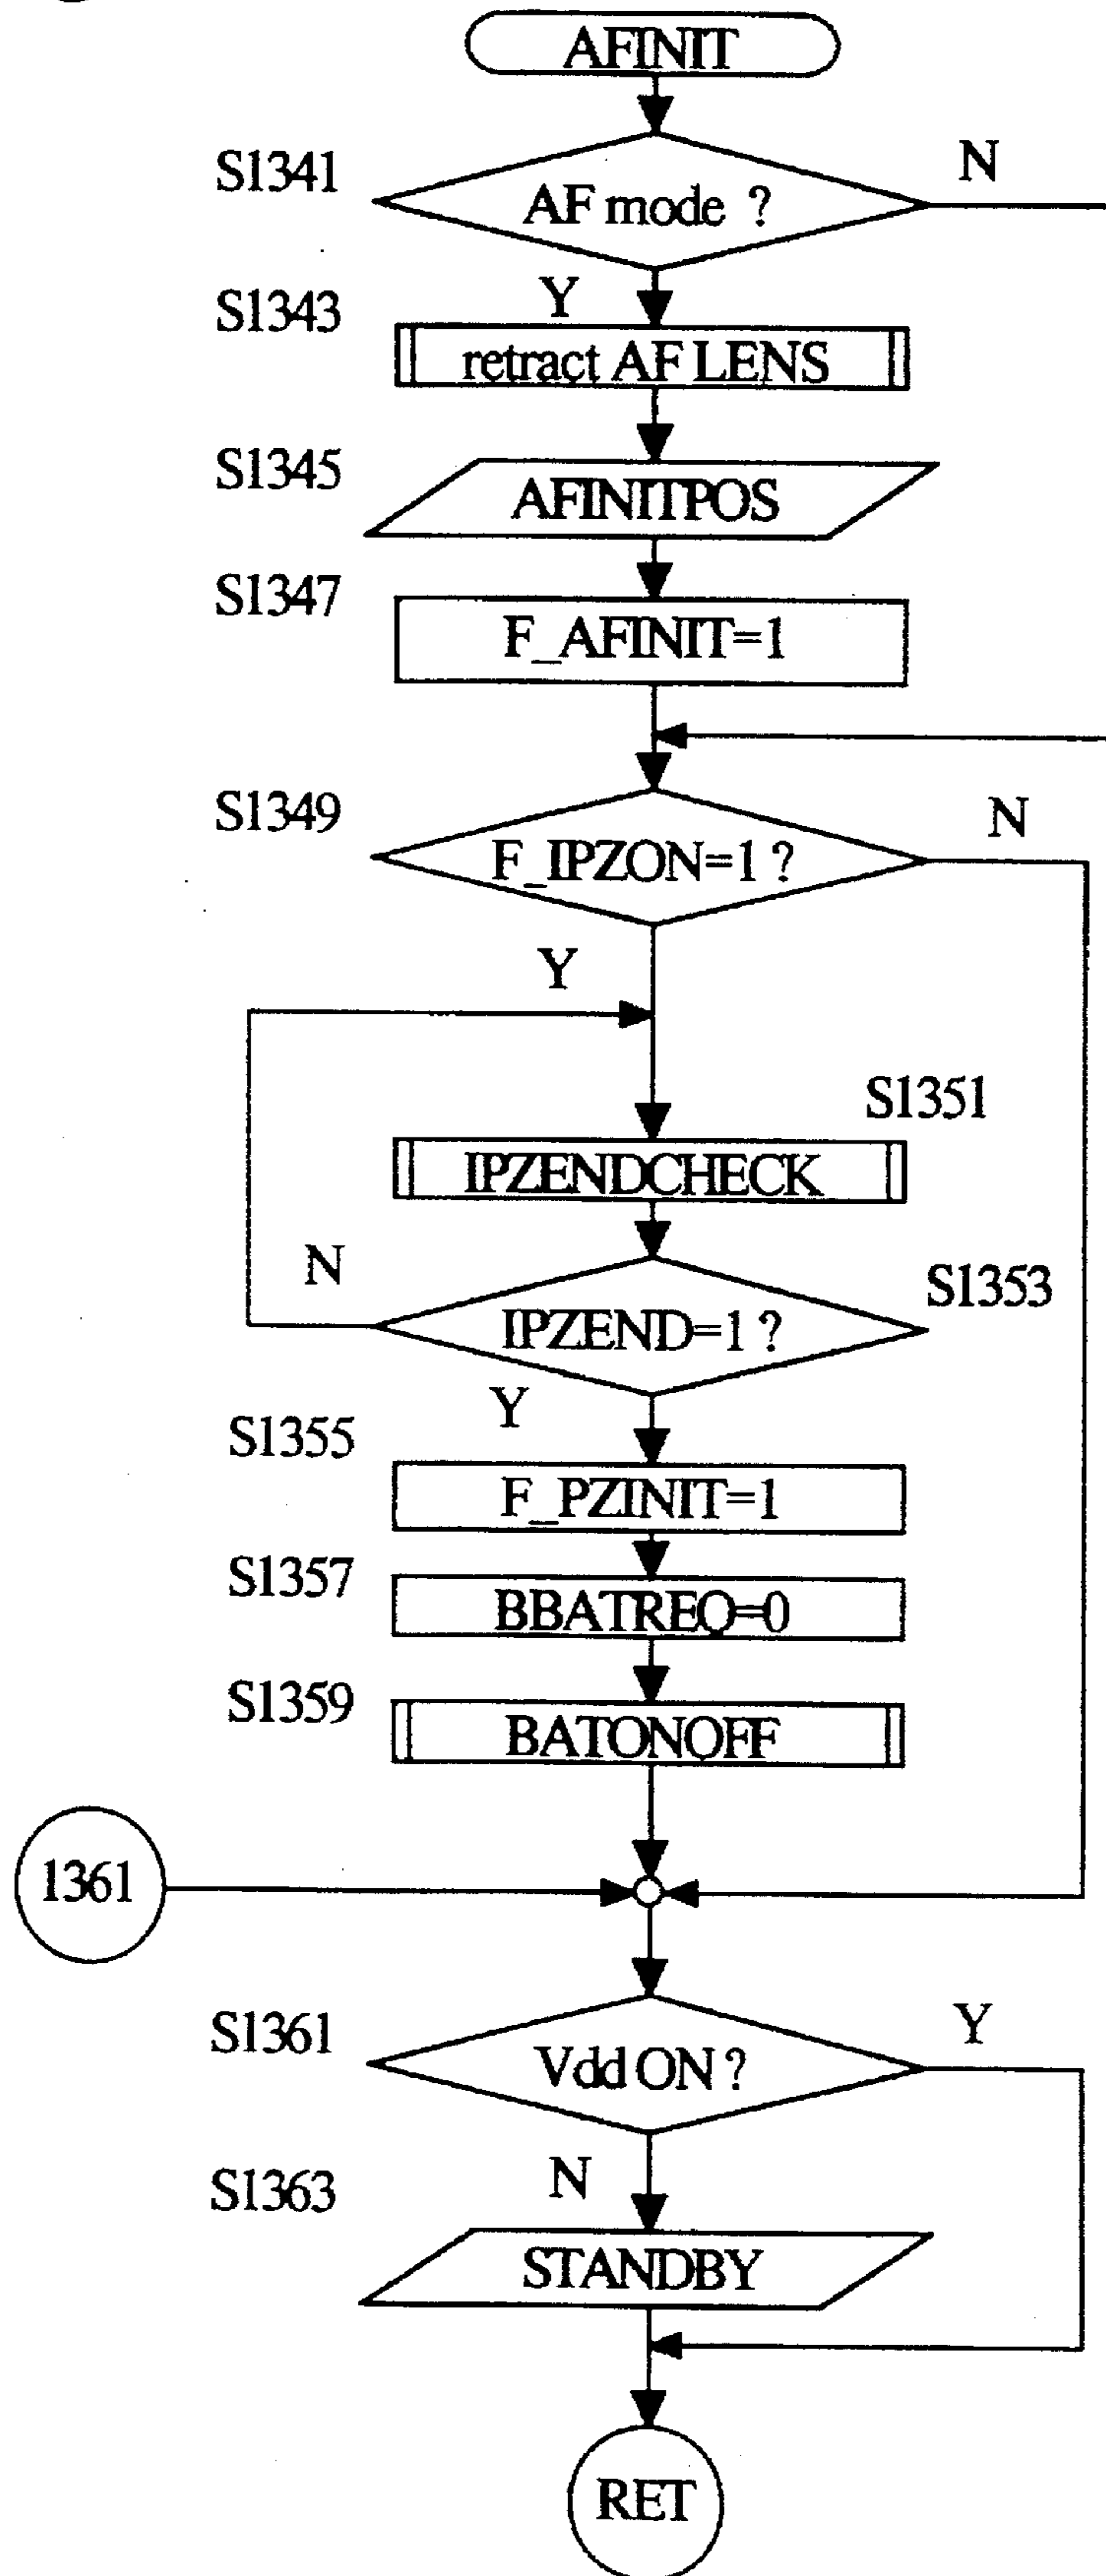 AFINIT
S1341
N
AF mode ?
Y
S1343
retract AF LENS
S1345
AFINITPOS
S1347
F_AFINIT=1
S1349
N
F_IPZON=1 ?
Y
S1351
IPZENDCHECK
N
S1353
IPZEND=1 ?
Y
S1355
F_PZINIT=1
S1357
BBATREQ=0
S1359
BATONOFF
1361
S1361
Y
Vdd ON ?
S1363
N
STANDBY
RET